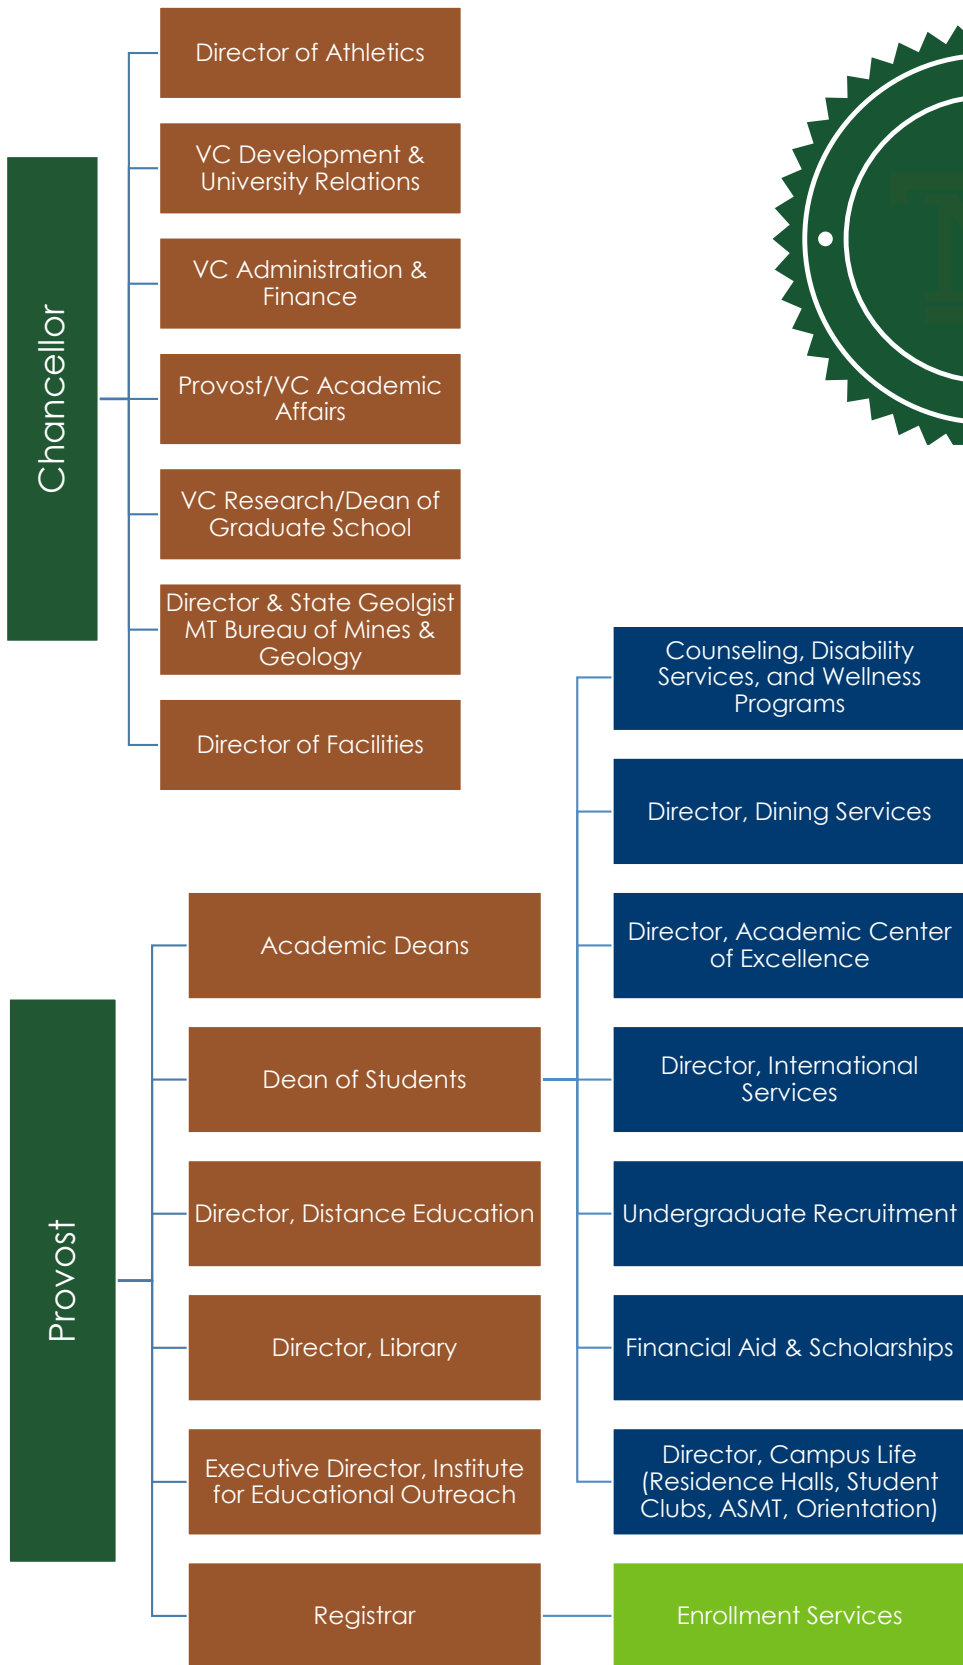 Chancellor
Director of Athletics
VC Development &
University Relations
VC Administration &
Finance
Provost/VC Academic
Affairs
VC Research/Dean of
Graduate School
Director & State Geolgist
MT Bureau of Mines &
Geology
Director of Facilities
Provost
Academic Deans
Dean of Students
Director, Distance Education
Director, Library
Executive Director, Institute
for Educational Outreach
Registrar
Counseling, Disability
Services, and Wellness
Programs
Director, Dining Services
Director, Academic Center
of Excellence
Director, International
Services
Undergraduate Recruitment
Financial Aid & Scholarships
Director, Campus Life
(Residence Halls, Student
Clubs, ASMT, Orientation)
Enrollment Services